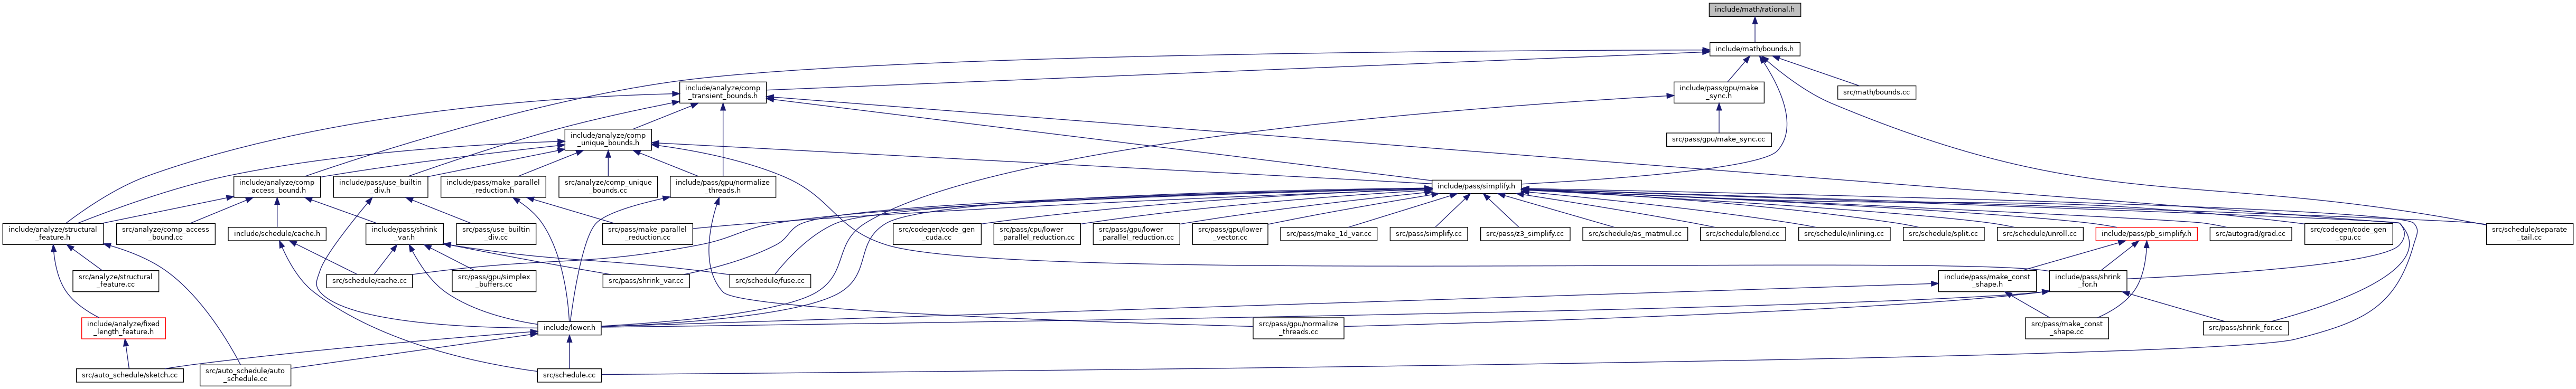 include/math/rational.h
include/math/bounds.h
include/analyze/comp
_transient_bounds.h
include/pass/gpu/make
_sync.h
src/math/bounds.cc
include/analyze/comp
_unique_bounds.h
src/pass/gpu/make_sync.cc
include/analyze/comp
_access_bound.h
include/pass/use_builtin
_div.h
include/pass/make_parallel
_reduction.h
src/analyze/comp_unique
_bounds.cc
include/pass/gpu/normalize
_threads.h
include/pass/simplify.h
include/analyze/structural
_feature.h
src/analyze/comp_access
_bound.cc
include/schedule/cache.h
include/pass/shrink
_var.h
src/pass/use_builtin
_div.cc
src/pass/make_parallel
_reduction.cc
src/codegen/code_gen
_cuda.cc
src/pass/cpu/lower
_parallel_reduction.cc
src/pass/gpu/lower
_parallel_reduction.cc
src/pass/gpu/lower
_vector.cc
src/pass/make_1d_var.cc
src/pass/simplify.cc
src/pass/z3_simplify.cc
src/schedule/as_matmul.cc
src/schedule/blend.cc
src/schedule/inlining.cc
src/schedule/split.cc
src/schedule/unroll.cc
include/pass/pb_simplify.h
src/autograd/grad.cc
src/codegen/code_gen
_cpu.cc
src/schedule/separate
_tail.cc
src/analyze/structural
_feature.cc
src/schedule/cache.cc
src/pass/gpu/simplex
_buffers.cc
src/pass/shrink_var.cc
src/schedule/fuse.cc
include/pass/make_const
_shape.h
include/pass/shrink
_for.h
include/analyze/fixed
_length_feature.h
include/lower.h
src/pass/gpu/normalize
_threads.cc
src/pass/make_const
_shape.cc
src/pass/shrink_for.cc
src/auto_schedule/sketch.cc
src/auto_schedule/auto
_schedule.cc
src/schedule.cc